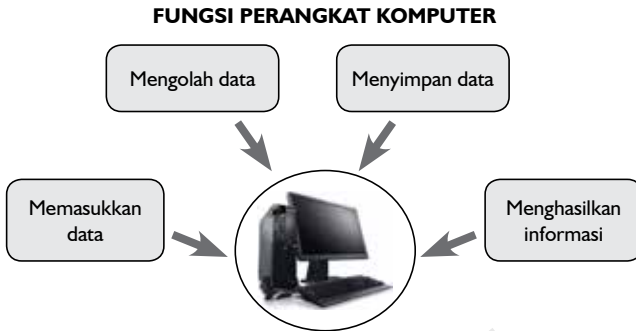 FUNGSI PERANGKAT KOMPUTER
Mengolah data
Menyimpan data
Memasukkan
data
Menghasilkan
informasi